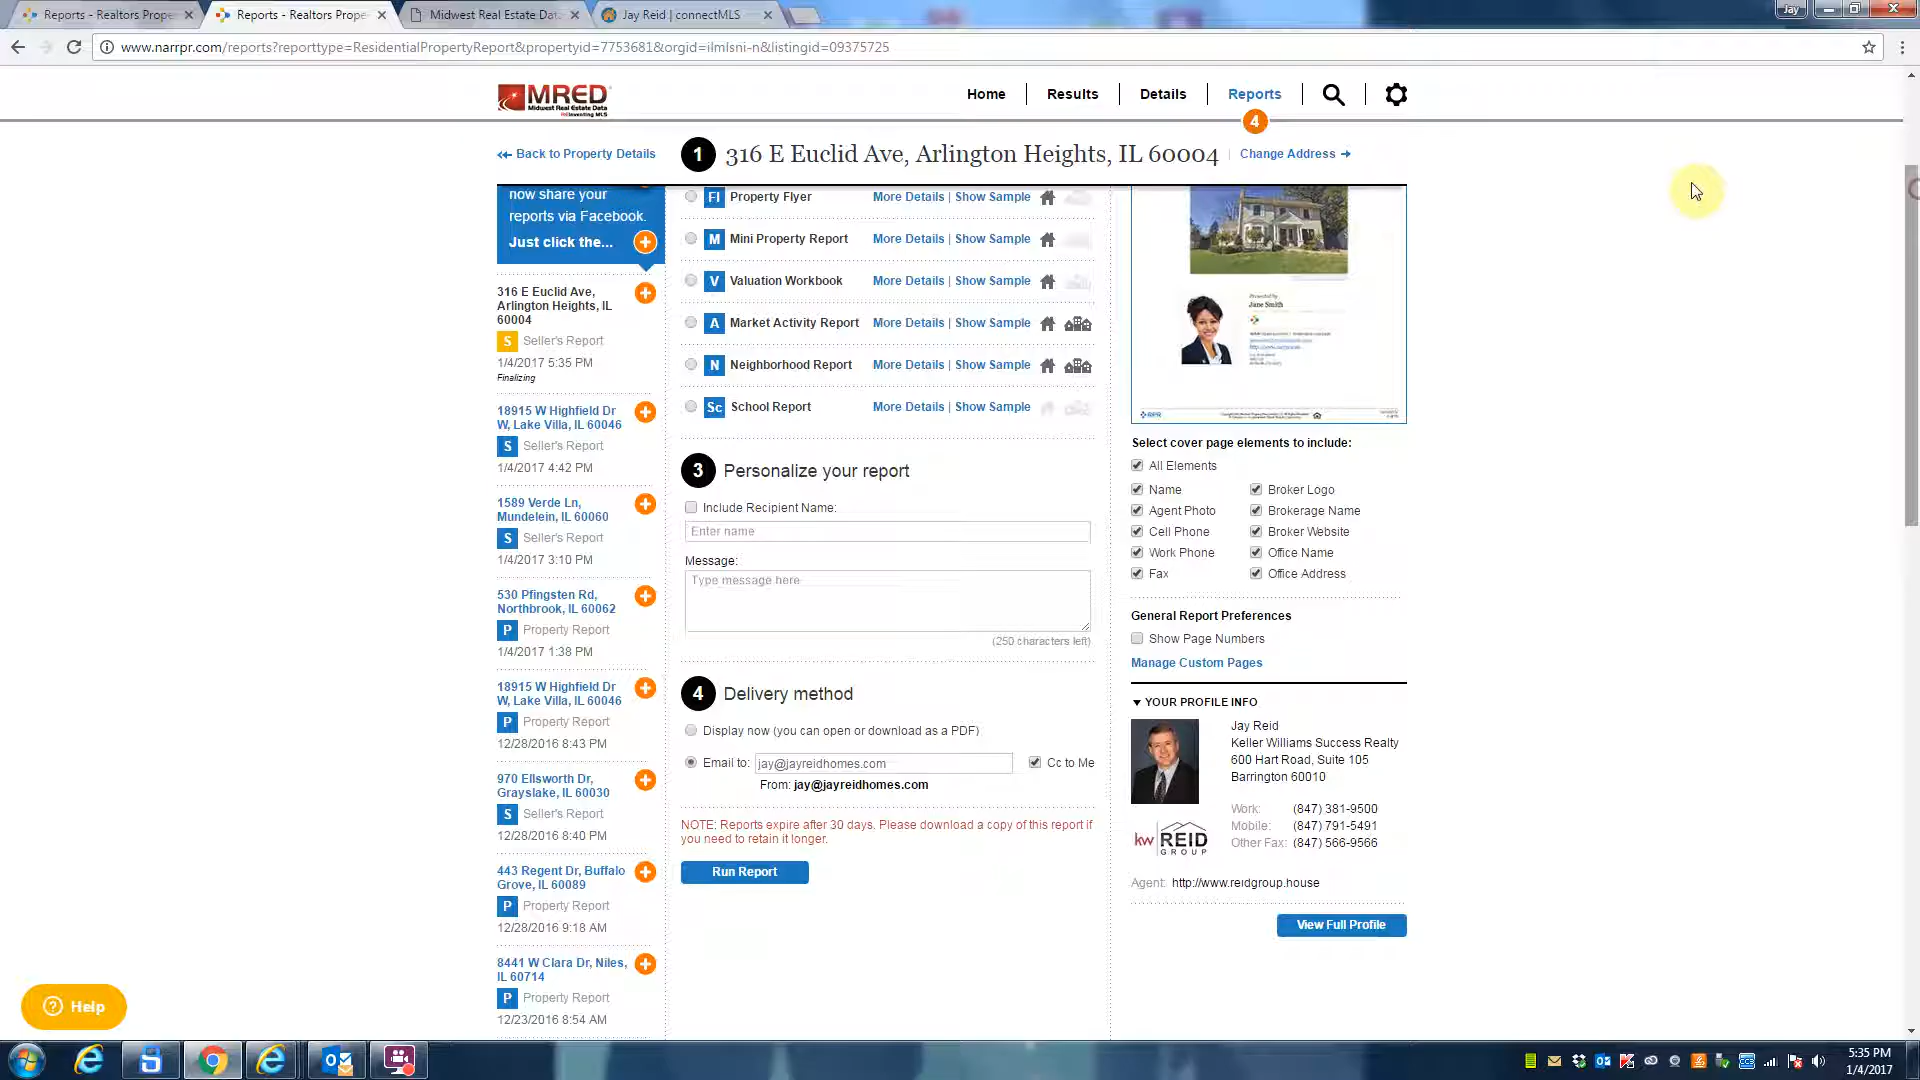 Reports - Realtors Prope
Reports - Realtors Prope
Midwest Real Estate Dat
Jay Reid | connectMLS
Jay
www.narrpr.com/reports?reporttype=ResidentialPropertyReport&propertyid=7753681&orgid=ilmlsni-n&listingid=09375725
MRED
Midwest Real Estate Data
Home
Results
Details
Reports
4
Back to Property Details
1 316 E Euclid Ave, Arlington Heights, IL 60004
Change Address
now share your
reports via Facebook.
Just click the...
316 E Euclid Ave,
Arlington Heights, IL
60004
S Seller's Report
1/4/2017 5:35 PM
Finalizing
18915 W Highfield Dr
W, Lake Villa, IL 60046
S Seller's Report
1/4/2017 4:42 PM
1589 Verde Ln,
Mundelein, IL 60060
S Seller's Report
1/4/2017 3:10 PM
530 Pfingsten Rd,
Northbrook, IL 60062
P Property Report
1/4/2017 1:38 PM
18915 W Highfield Dr
W, Lake Villa, IL 60046
P Property Report
12/28/2016 8:43 PM
970 Ellsworth Dr,
Grayslake, IL 60030
S Seller's Report
12/28/2016 8:40 PM
443 Regent Dr, Buffalo
Grove, IL 60089
P Property Report
12/28/2016 9:18 AM
8441 W Clara Dr, Niles,
IL 60714
P Property Report
12/23/2016 8:54 AM
Fl Property Flyer More Details | Show Sample
M Mini Property Report More Details | Show Sample
V Valuation Workbook More Details | Show Sample
A Market Activity Report More Details | Show Sample
N Neighborhood Report More Details | Show Sample
Sc School Report More Details | Show Sample
3 Personalize your report
Include Recipient Name:
Enter name
Message:
Type message here
(250 characters left)
4 Delivery method
Display now (you can open or download as a PDF)
Email to: jay@jayreidhomes.com Cc to Me
From: jay@jayreidhomes.com
NOTE: Reports expire after 30 days. Please download a copy of this report if
you need to retain it longer.
Run Report
Presented by
Jane Smith
RPR
Select cover page elements to include:
All Elements
Name Broker Logo
Agent Photo Brokerage Name
Cell Phone Broker Website
Work Phone Office Name
Fax Office Address
General Report Preferences
Show Page Numbers
Manage Custom Pages
YOUR PROFILE INFO
Jay Reid
Keller Williams Success Realty
600 Hart Road, Suite 105
Barrington 60010
Work: (847) 381-9500
Mobile: (847) 791-5491
Other Fax: (847) 566-9566
kw REID
GROUP
Agent: http://www.reidgroup.house
View Full Profile
Help
5:35 PM
1/4/2017